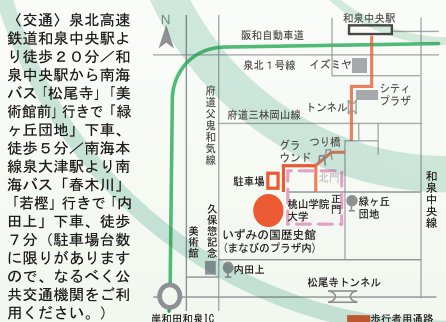 〈交通〉泉北高速
鉄道和泉中央駅よ
り徒歩20分／和
泉中央駅から南海
バス「松尾寺」「美
術館前」行きで「緑
ヶ丘団地」下車、
徒歩5分／南海本
線泉大津駅より南
海バス「春木川」
「若樫」行きで「内
田上」下車、徒歩
7分（駐車場台数
に限りがあります
ので、なるべく公
共交通機関をご利
用ください。）
N
和泉中央駅
阪和自動車道
泉北1号線
イズミヤ
シティ
プラザ
トンネル
府道三林岡山線
府道父鬼和気線
グラ
ウンド
つり橋
北門
駐車場
桃山学院
大学
正門
緑ヶ丘
団地
和泉中央線
久保惣記念
美術館
いずみの国歴史館
（まなびのプラザ内）
内田上
松尾寺トンネル
岸和田和泉IC
歩行者用通路